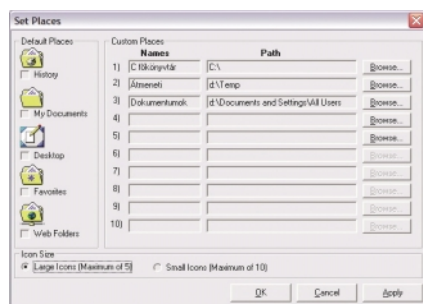 Set Places
Default Places
History
My Documents
Desktop
Favorites
Web Folders
Custom Places
Names Path
1) C főkönyvtár C:\ Browse...
2) Átmeneti d:\Temp Browse...
3) Dokumentumok d:\Documents and Settings\All Users Browse...
4) Browse...
5) Browse...
6) Browse...
7) Browse...
8) Browse...
9) Browse...
10) Browse...
Icon Size
Large Icons (Maximum of 5) Small Icons (Maximum of 10)
OK Cancel Apply